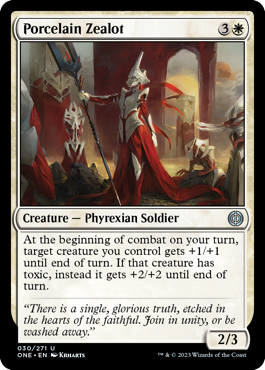 Porcelain Zealot 3
Creature — Phyrexian Soldier
At the beginning of combat on your turn,
target creature you control gets +1/+1
until end of turn. If that creature has
toxic, instead it gets +2/+2 until end of
turn.
“There is a single, glorious truth, etched in
the hearts of the faithful. Join in unity, or be
washed away.”
2/3
030/271 U
ONE • EN KRHARTS
™ & © 2023 Wizards of the Coast